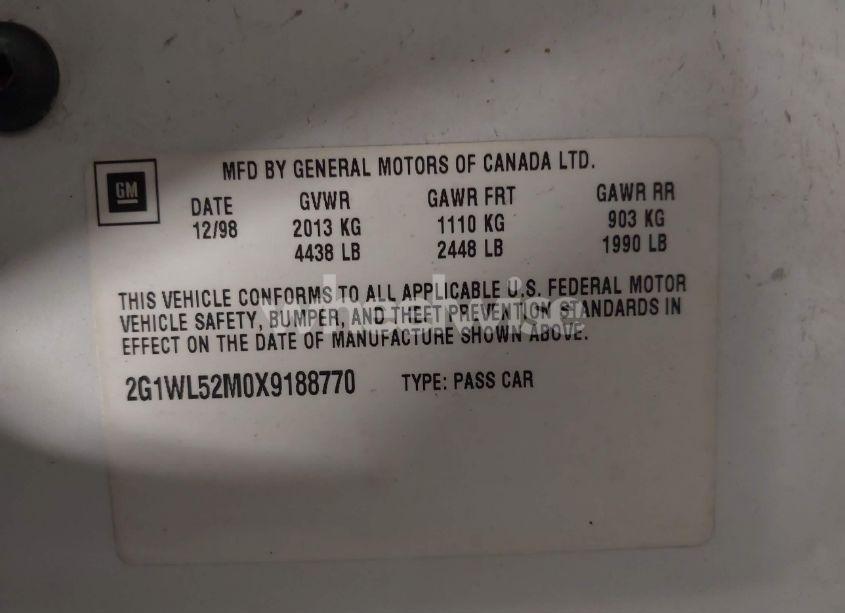 MFD BY GENERAL MOTORS OF CANADA LTD.
GM
DATE GVWR GAWR FRT GAWR RR
12/98 2013 KG 1110 KG 903 KG
4438 LB 2448 LB 1990 LB
THIS VEHICLE CONFORMS TO ALL APPLICABLE U.S. FEDERAL MOTOR
VEHICLE SAFETY, BUMPER, AND THEFT PREVENTION STANDARDS IN
EFFECT ON THE DATE OF MANUFACTURE SHOWN ABOVE.
2G1WL52M0X9188770 TYPE: PASS CAR